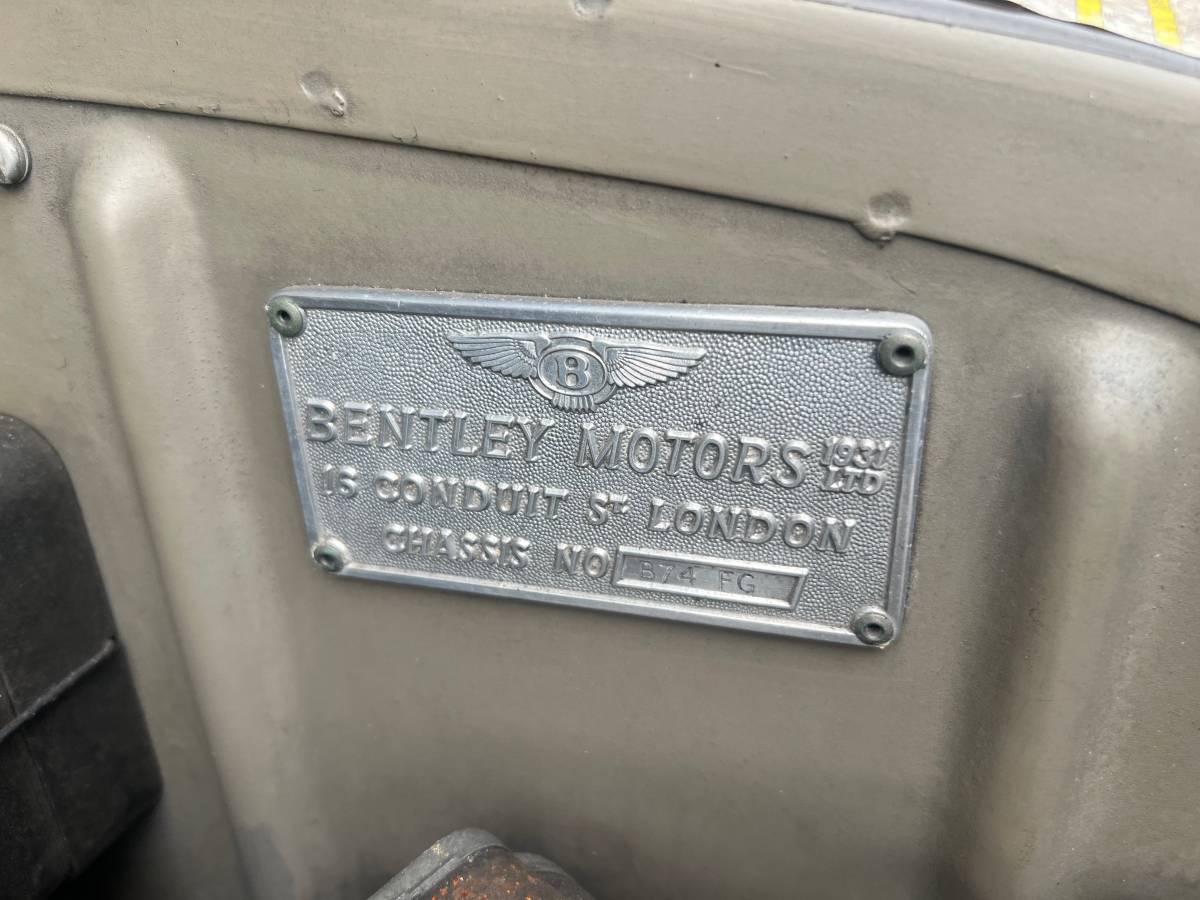 B
BENTLEY MOTORS 1931 LTD
16 CONDUIT ST LONDON
CHASSIS NO B74 FG